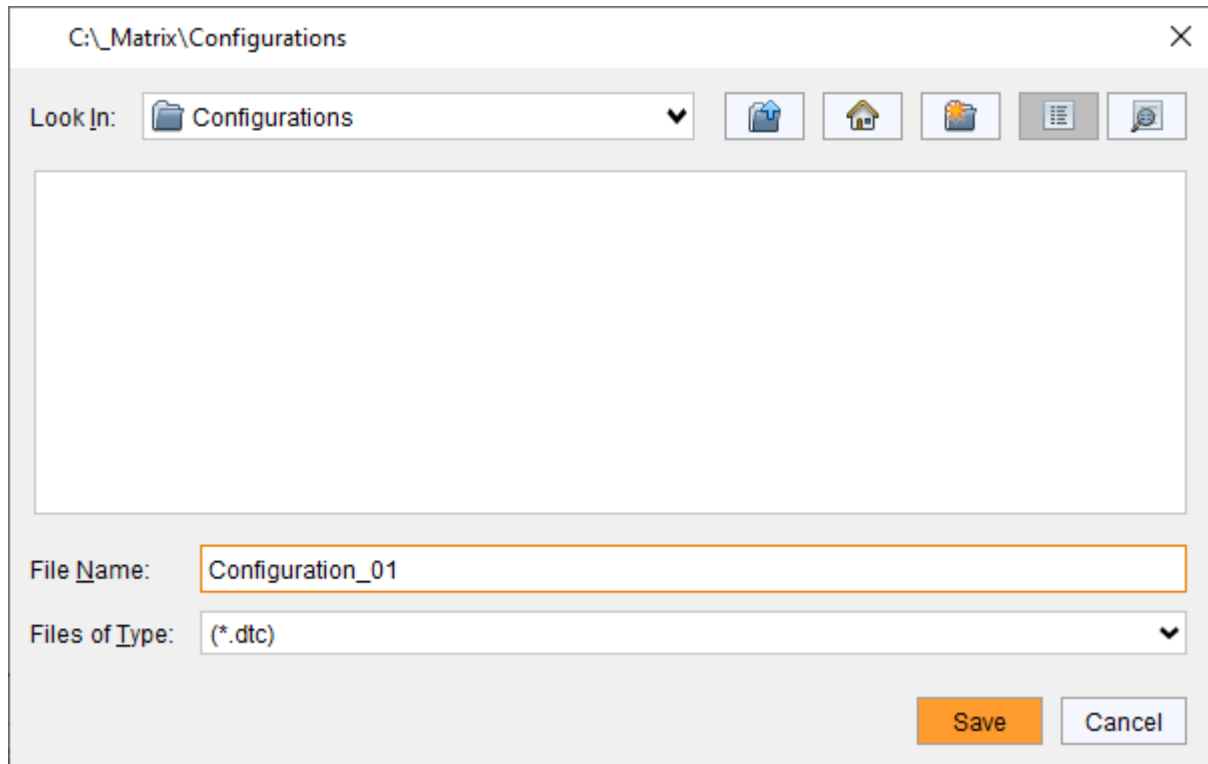 C:\_Matrix\Configurations
Look In: Configurations
File Name: Configuration_01
Files of Type: (*.dtc)
Save Cancel